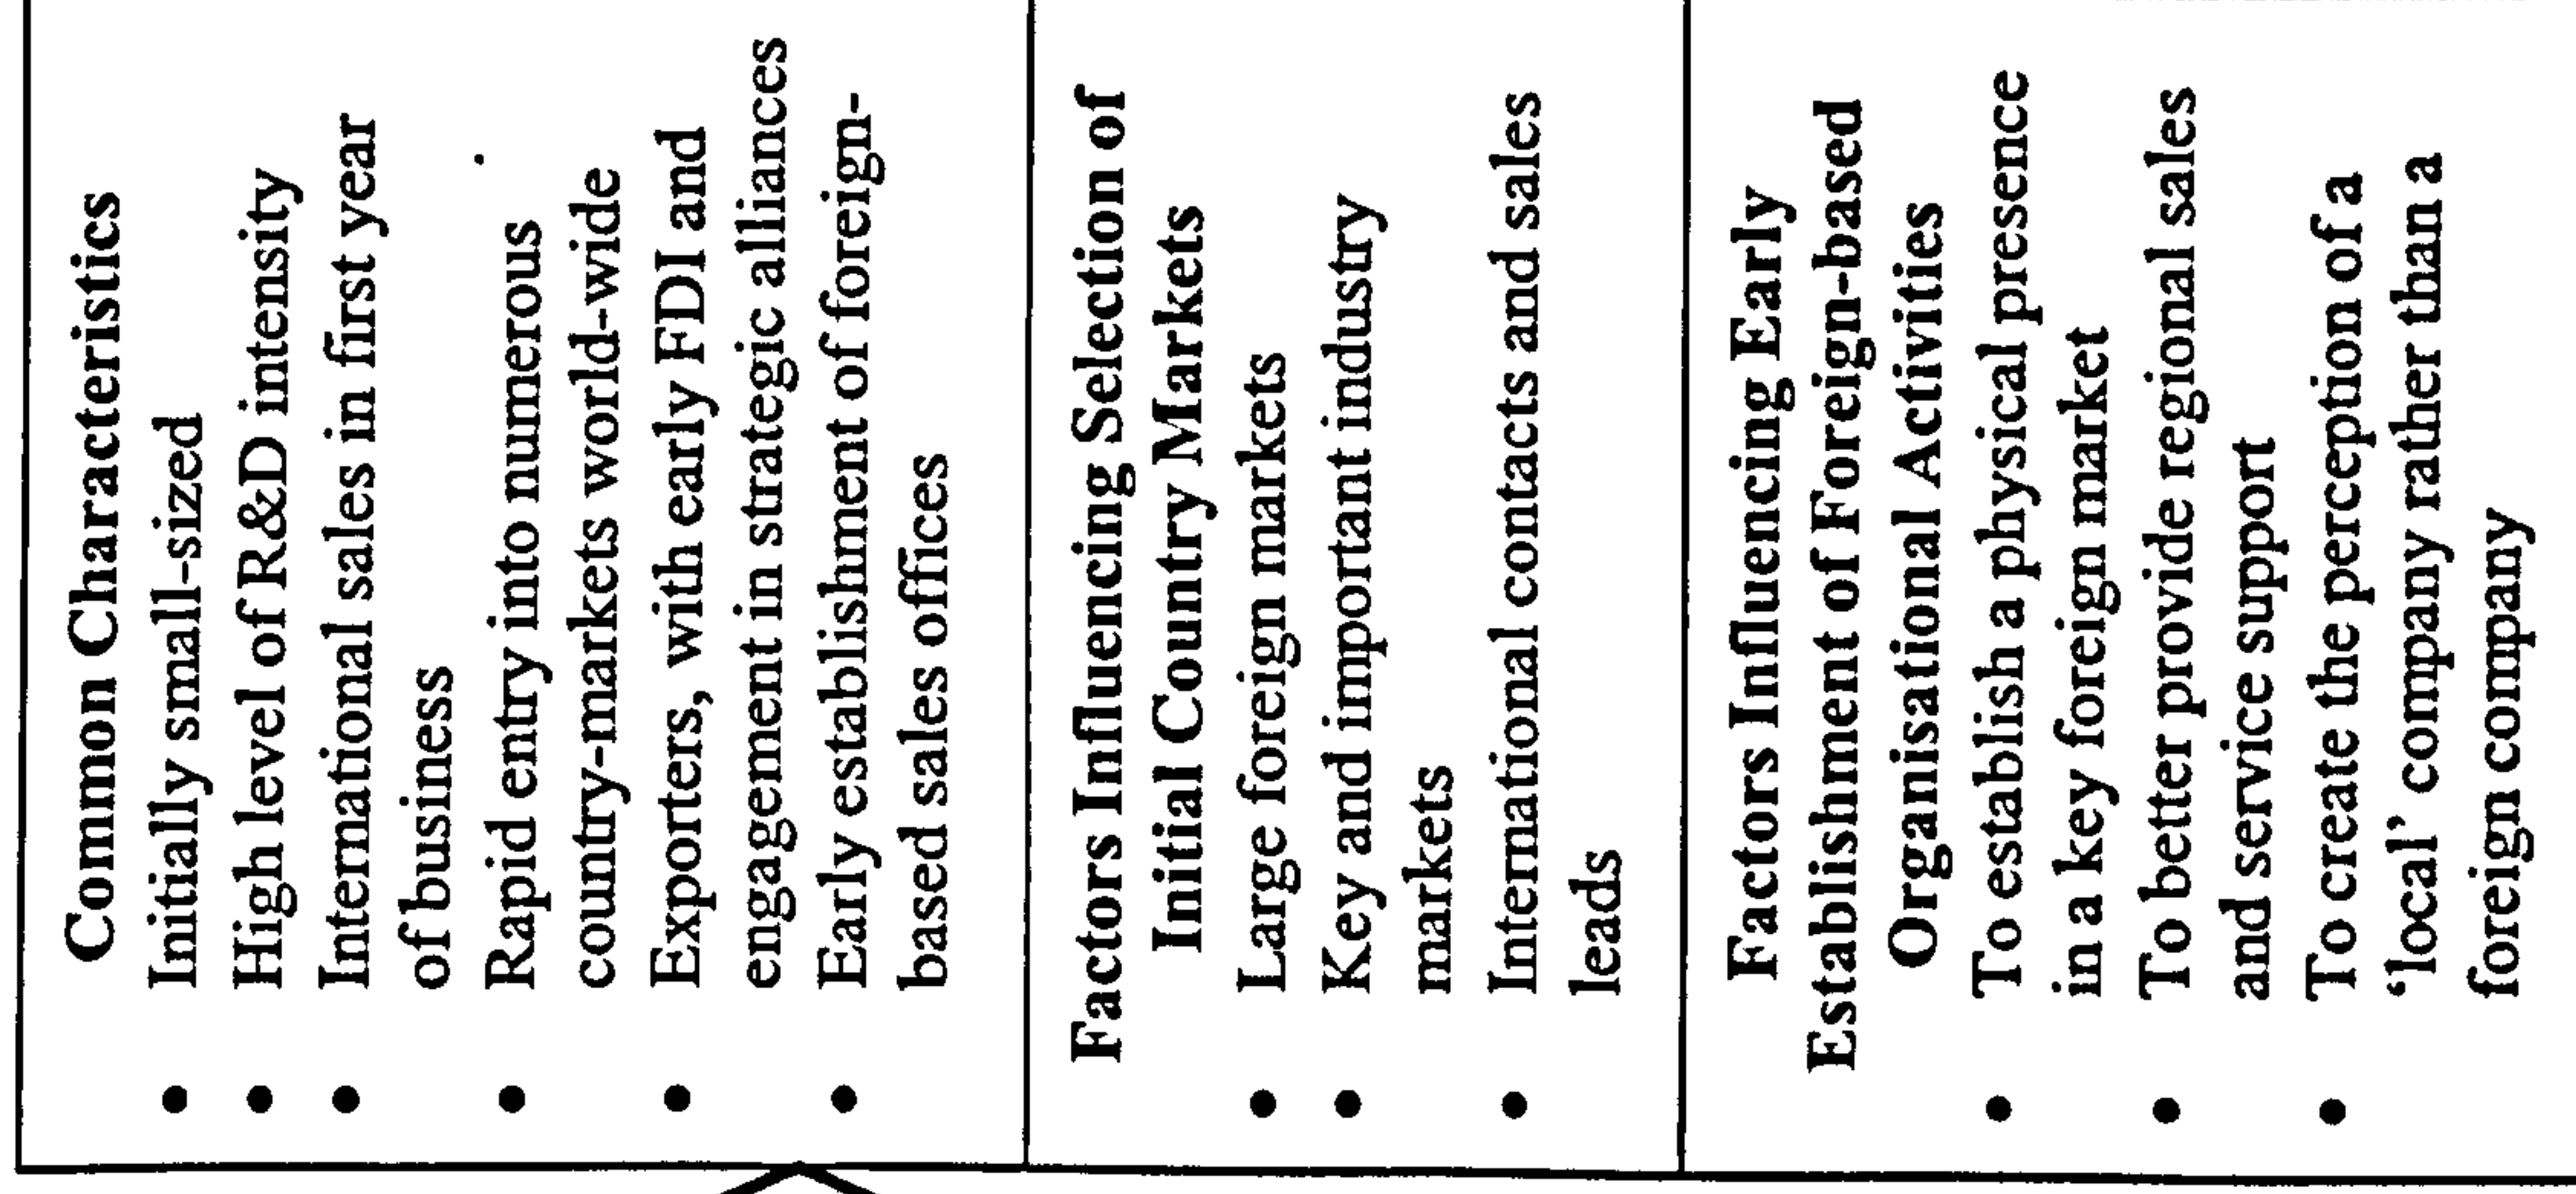 Common Characteristics
• Initially small-sized
• High level of R&D intensity
• International sales in first year
of business
• Rapid entry into numerous
country-markets world-wide
• Exporters, with early FDI and
engagement in strategic alliances
• Early establishment of foreign-
based sales offices
Factors Influencing Selection of
Initial Country Markets
• Large foreign markets
• Key and important industry
markets
• International contacts and sales
leads
Factors Influencing Early
Establishment of Foreign-based
Organisational Activities
• To establish a physical presence
in a key foreign market
• To better provide regional sales
and service support
• To create the perception of a
‘local’ company rather than a
foreign company